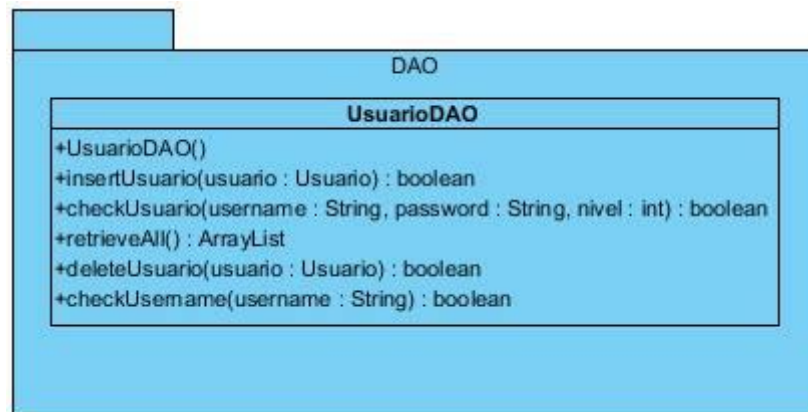 DAO
UsuarioDAO
+UsuarioDAO()
+insertUsuario(usuario : Usuario) : boolean
+checkUsuario(username : String, password : String, nivel : int) : boolean
+retrieveAll() : ArrayList
+deleteUsuario(usuario : Usuario) : boolean
+checkUsername(username : String) : boolean